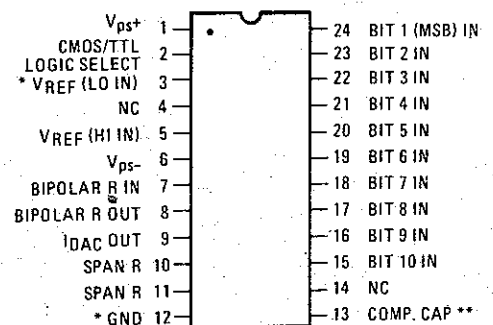 Vps+ 1
CMOS/TTL
LOGIC SELECT 2
* VREF (LO IN) 3
NC 4
VREF (HI IN) 5
Vps- 6
BIPOLAR R IN 7
BIPOLAR R OUT 8
IDAC OUT 9
SPAN R 10
SPAN R 11
* GND 12
24 BIT 1 (MSB) IN
23 BIT 2 IN
22 BIT 3 IN
21 BIT 4 IN
20 BIT 5 IN
19 BIT 6 IN
18 BIT 7 IN
17 BIT 8 IN
16 BIT 9 IN
15 BIT 10 IN
14 NC
13 COMP. CAP **